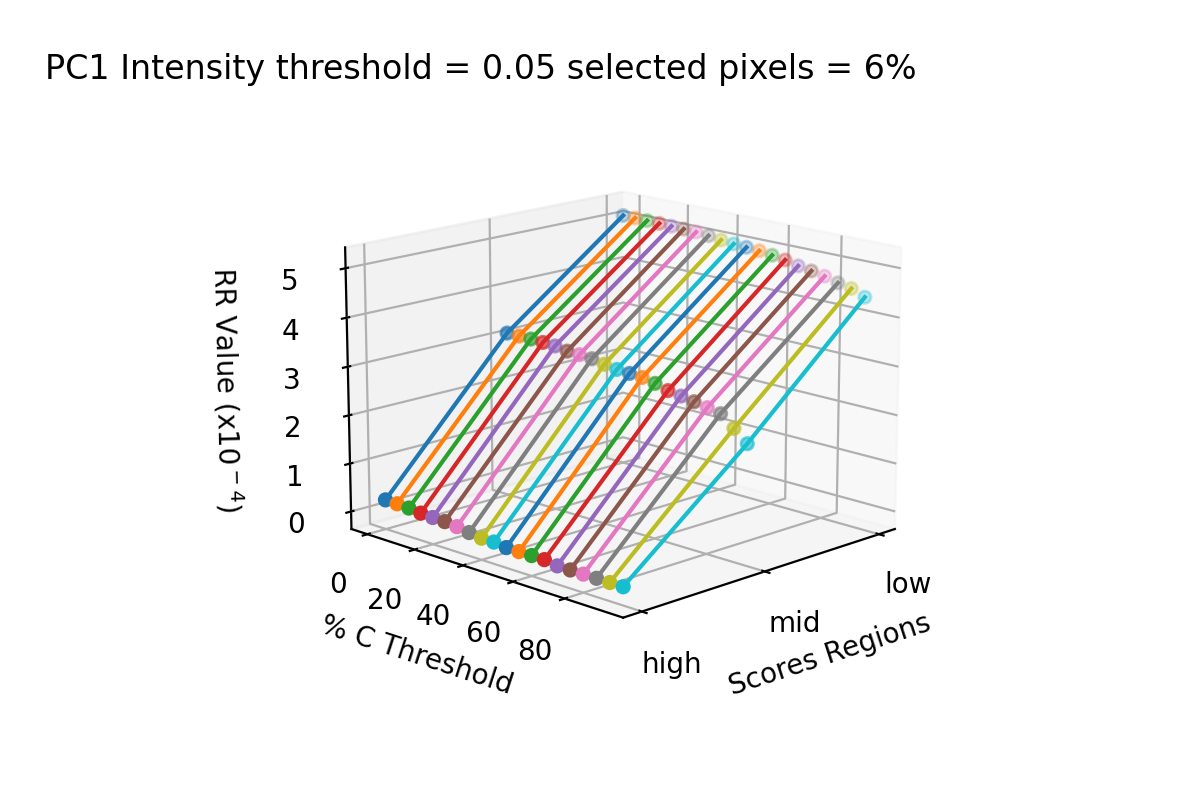 PC1 Intensity threshold = 0.05 selected pixels = 6%
RR Value (x10⁻⁴)
5
4
3
2
1
0
0
20
40
60
80
% C Threshold
high
mid
low
Scores Regions